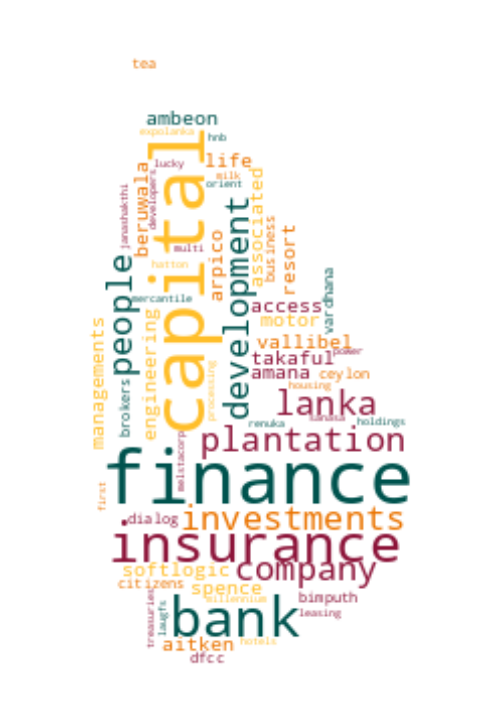 tea
ambeon
expolanka
hnb
capital
lucky
life
milk
orient
beruwala
developers
janashakthi
associated
development
business
resort
arpico
multi
people
hatton
mercantile
vardhana
access
motor
engineering
managements
vallibel
power
takaful
amana
ceylon
housing
processing
brokers
lanka
sanasa
holdings
renuka
plantation
melstacorp
finance
first
investments
dialog
insurance
company
softlogic
citizens
spence
millennium
bimputh
treasuries
laugfs
bank
leasing
aitken
hotels
dfcc